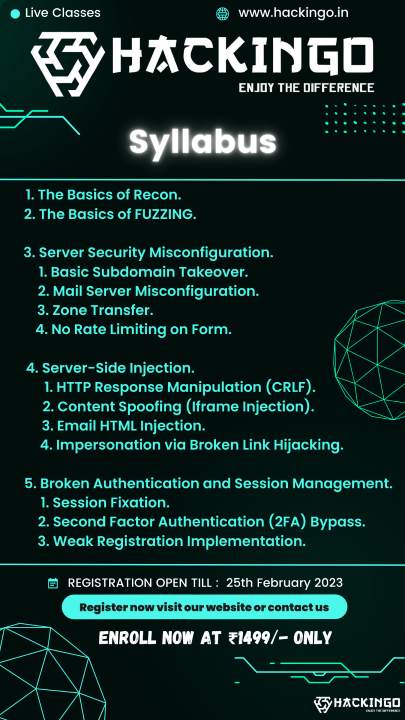 Live Classes
www.hackingo.in
HACKINGO
ENJOY THE DIFFERENCE
Syllabus
1. The Basics of Recon.
2. The Basics of FUZZING.
3. Server Security Misconfiguration.
1. Basic Subdomain Takeover.
2. Mail Server Misconfiguration.
3. Zone Transfer.
4. No Rate Limiting on Form.
4. Server-Side Injection.
1. HTTP Response Manipulation (CRLF).
2. Content Spoofing (Iframe Injection).
3. Email HTML Injection.
4. Impersonation via Broken Link Hijacking.
5. Broken Authentication and Session Management.
1. Session Fixation.
2. Second Factor Authentication (2FA) Bypass.
3. Weak Registration Implementation.
REGISTRATION OPEN TILL : 25th February 2023
Register now visit our website or contact us
ENROLL NOW AT ₹1499/- ONLY
HACKINGO
ENJOY THE DIFFERENCE